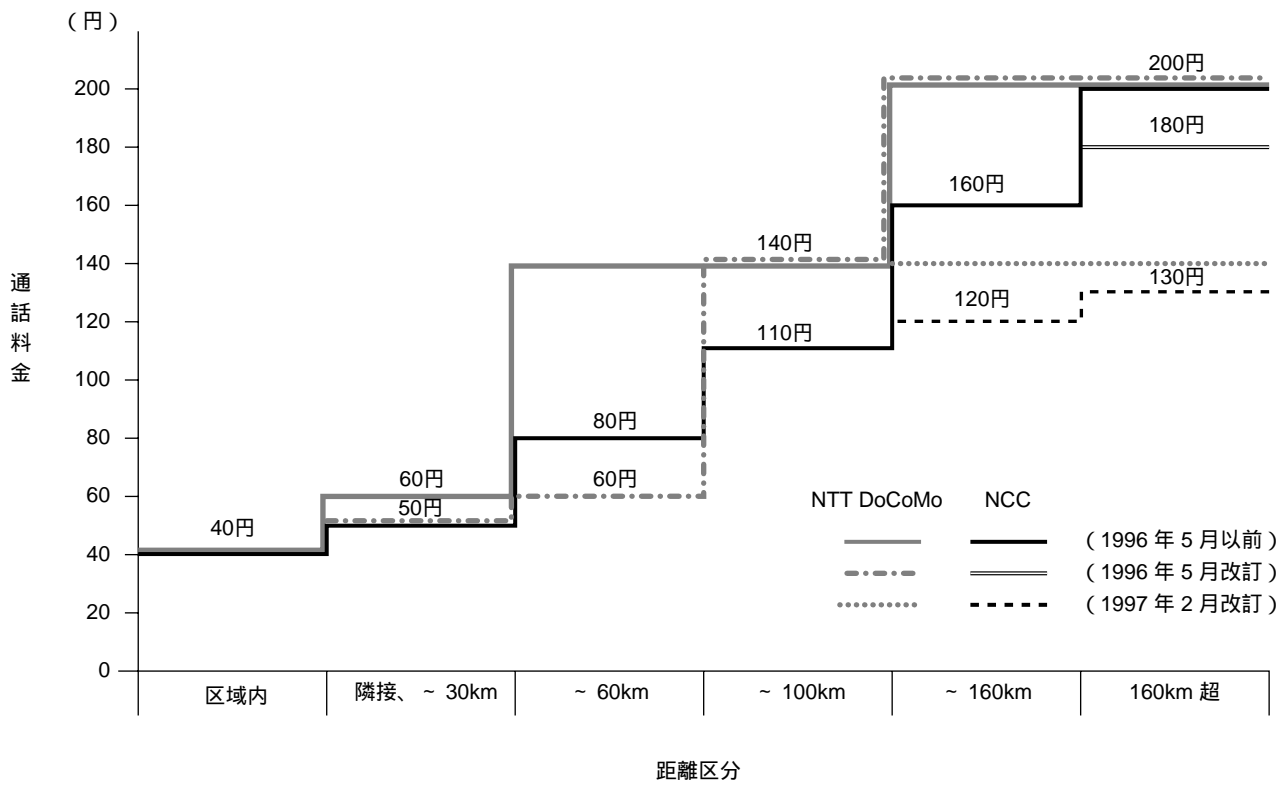 （円）
200
180
160
140
120
100
80
60
40
20
0
通話料金
40円
60円
50円
80円
60円
140円
110円
160円
120円
200円
180円
130円
NTT DoCoMo NCC
（1996 年 5 月以前）
（1996 年 5 月改訂）
（1997 年 2 月改訂）
区域内 隣接、 ~ 30km ~ 60km ~ 100km ~ 160km 160km 超
距離区分